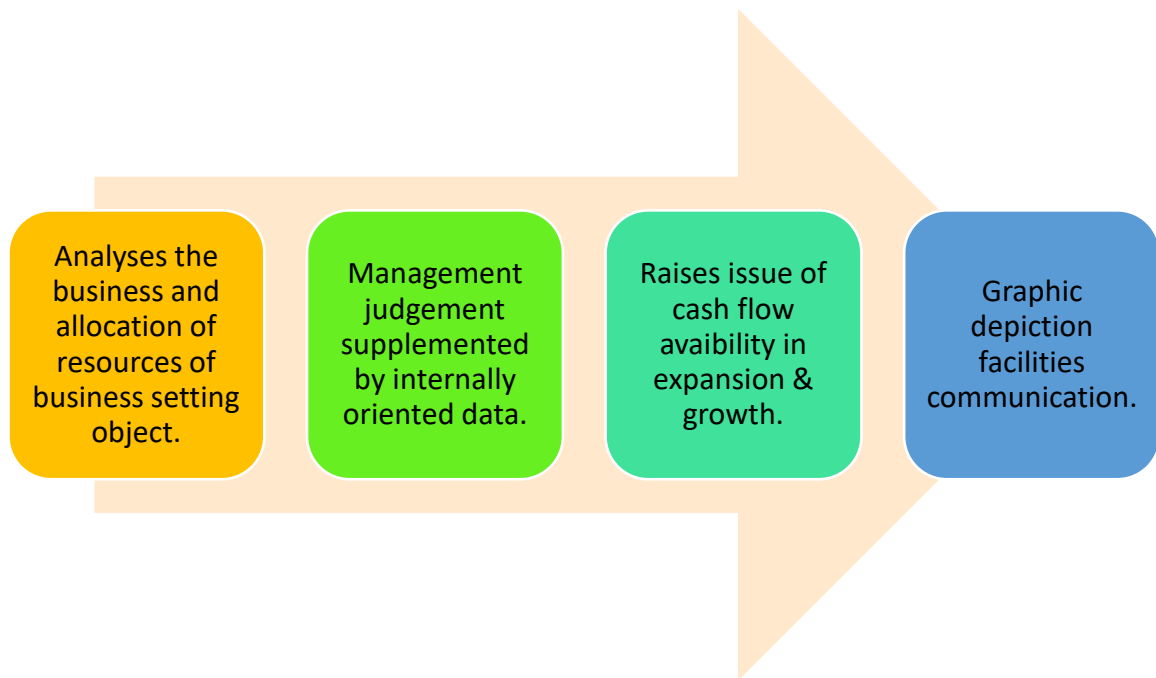 Analyses the
business and
allocation of
resources of
business setting
object.
Management
judgement
supplemented
by internally
oriented data.
Raises issue of
cash flow
avaibility in
expansion &
growth.
Graphic
depiction
facilities
communication.